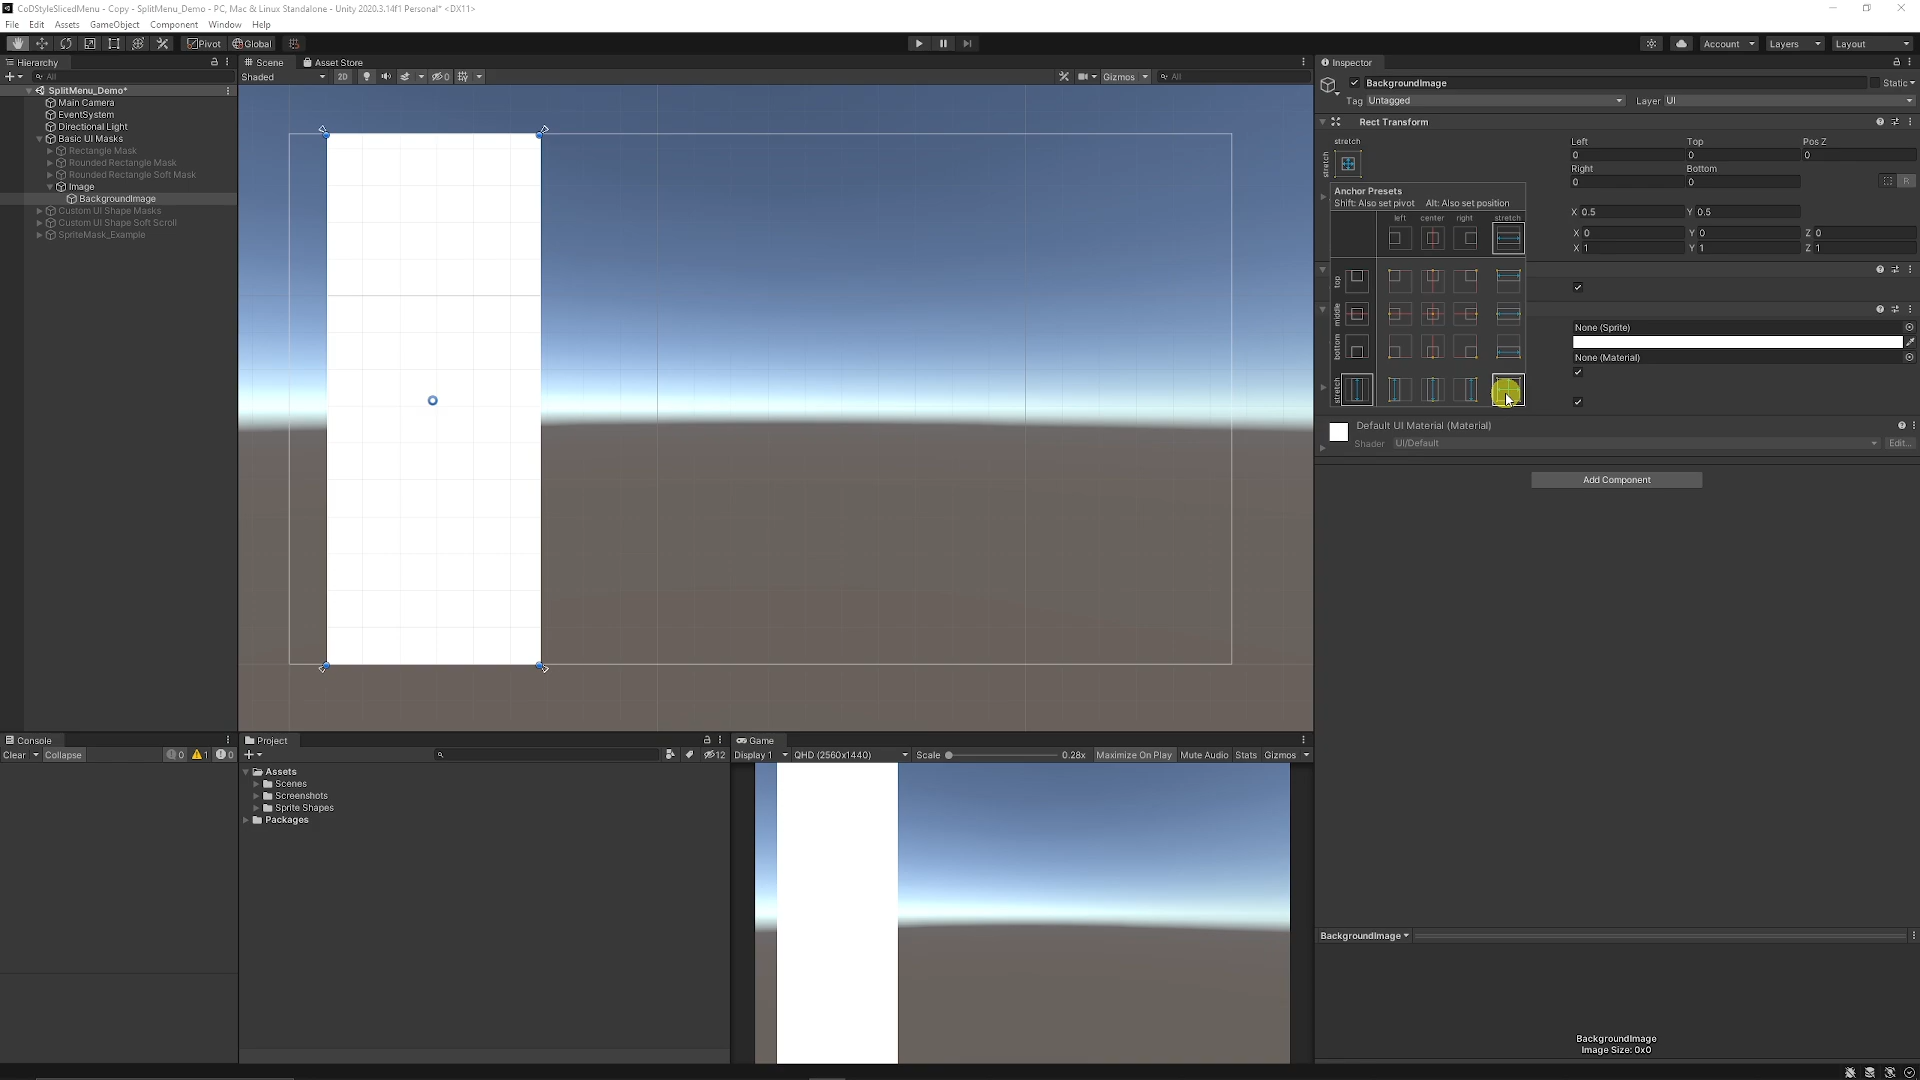 CoDStyleSlicedMenu - Copy - SplitMenu_Demo - PC, Mac & Linux Standalone - Unity 2020.3.14f1 Personal* <DX11>
File Edit Assets GameObject Component Window Help
Pivot Global Account Layers Layout
Hierarchy Scene Asset Store Inspector
All Shaded 2D 0 Gizmos All BackgroundImage Static
SplitMenu_Demo*
Tag Untagged Layer UI
Main Camera
EventSystem
Directional Light
Basic UI Masks
Rectangle Mask
Rounded Rectangle Mask
Rounded Rectangle Soft Mask
Image
BackgroundImage
Custom UI Shape Masks
Custom UI Shape Soft Scroll
SpriteMask_Example
Rect Transform
stretch Left Top Pos Z
stretch 0 0 0
Right Bottom
0 0 R
Anchor Presets
Shift: Also set pivot Alt: Also set position
X 0.5 Y 0.5
left center right stretch
X 0 Y 0 Z 0
X 1 Y 1 Z 1
top
middle
bottom
stretch
None (Sprite)
None (Material)
Default UI Material (Material)
Shader UI/Default Edit...
Add Component
Console Project Game
Clear Collapse 0 1 0 12 Display 1 QHD (2560x1440) Scale 0.28x Maximize On Play Mute Audio Stats Gizmos
Assets
Scenes
Screenshots
Sprite Shapes
Packages
BackgroundImage
BackgroundImage
Image Size: 0x0